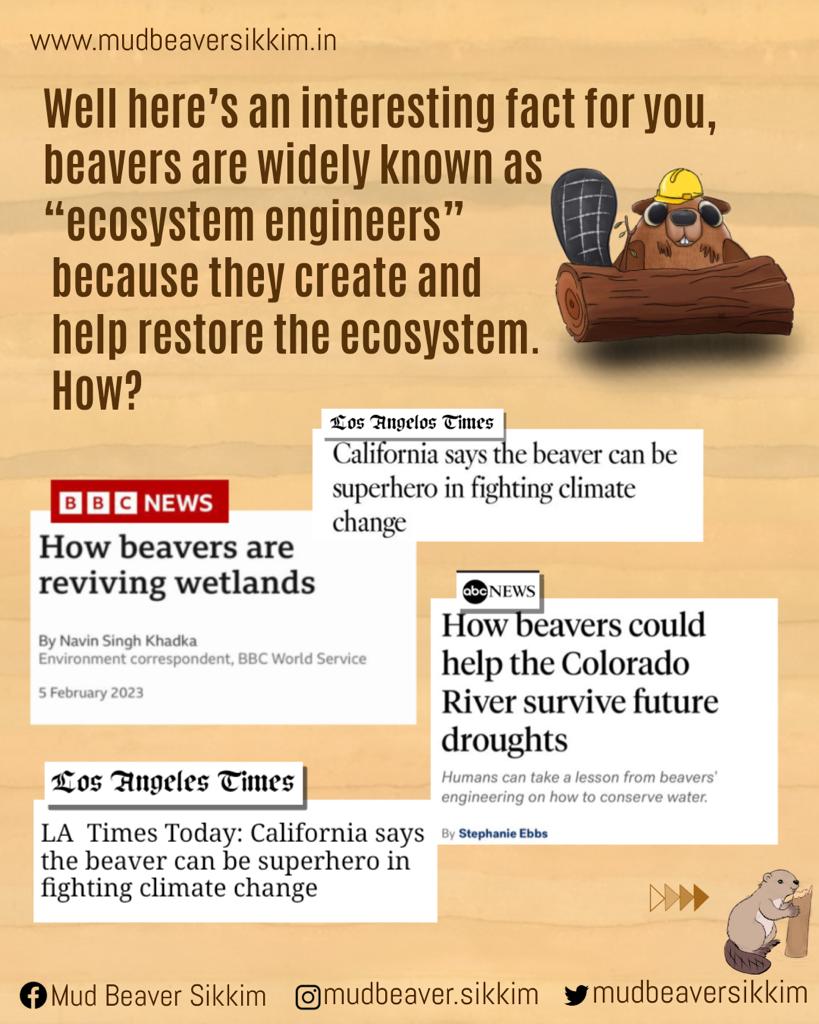 www.mudbeaversikkim.in
Well here's an interesting fact for you,
beavers are widely known as
“ecosystem engineers”
because they create and
help restore the ecosystem.
How?
Los Angelos Times
California says the beaver can be
superhero in fighting climate
change
BBC NEWS
How beavers are
reviving wetlands
By Navin Singh Khadka
Environment correspondent, BBC World Service
5 February 2023
abc NEWS
How beavers could
help the Colorado
River survive future
droughts
Humans can take a lesson from beavers'
engineering on how to conserve water.
By Stephanie Ebbs
Los Angeles Times
LA Times Today: California says
the beaver can be superhero in
fighting climate change
Mud Beaver Sikkim mudbeaver.sikkim mudbeaversikkim